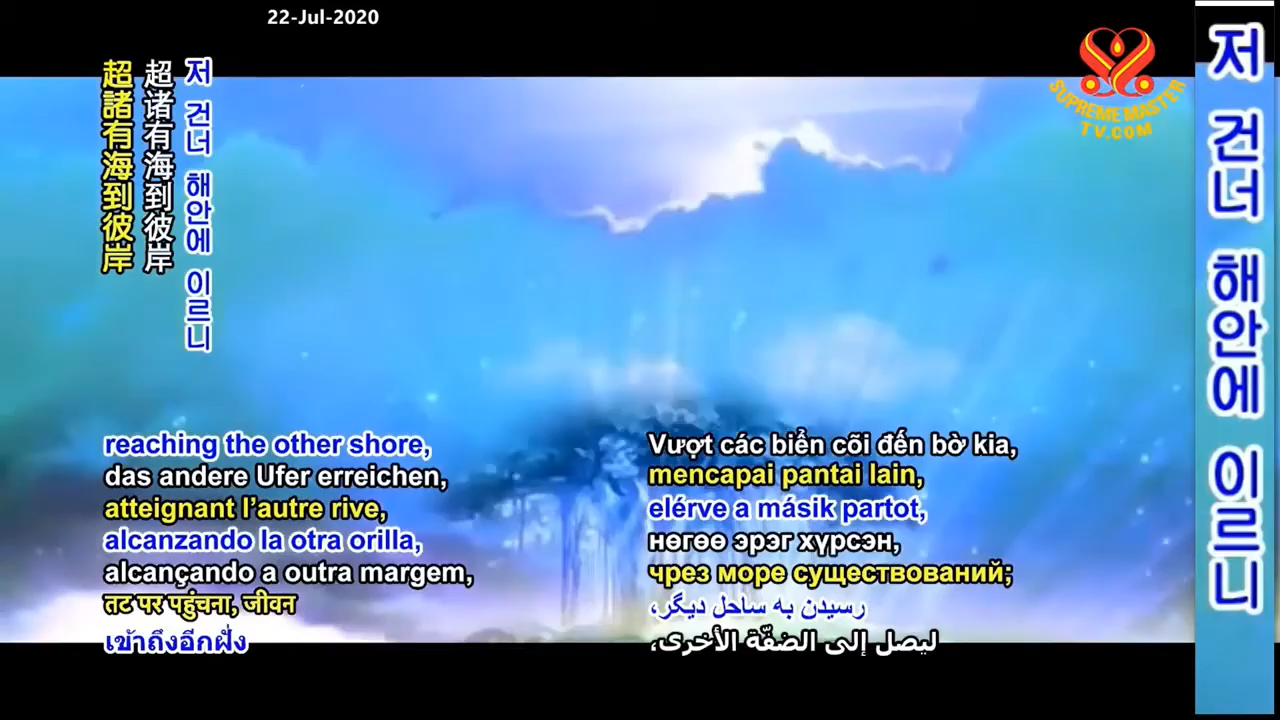 22-Jul-2020
SUPREME MASTER
TV.COM
저 건너 해안에 이르니
超诸有海到彼岸
超諸有海到彼岸
reaching the other shore,
das andere Ufer erreichen,
atteignant l’autre rive,
alcanzando la otra orilla,
alcançando a outra margem,
तट पर पहुंचना, जीवन
เข้าถึงอีกฝั่ง
Vượt các biển cõi đến bờ kia,
mencapai pantai lain,
elérve a másik partot,
нөгөө эрэг хүрсэн,
чрез море существований;
رسیدن به ساحل دیگر،
ليصل إلى الضفّة الأخرى،
저 건너 해안에 이르니